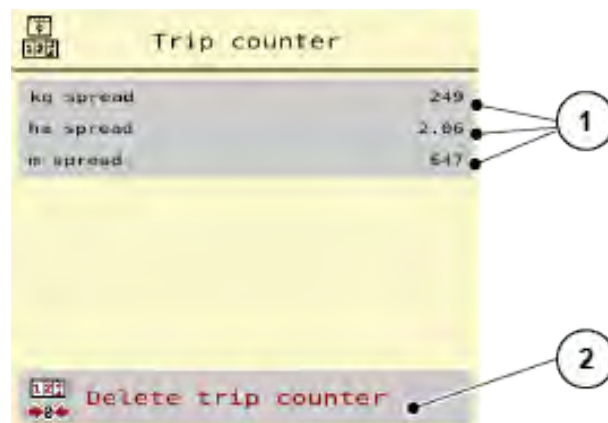 Trip counter
kg spread 249
ha spread 2.06
m spread 647
1
Delete trip counter
2